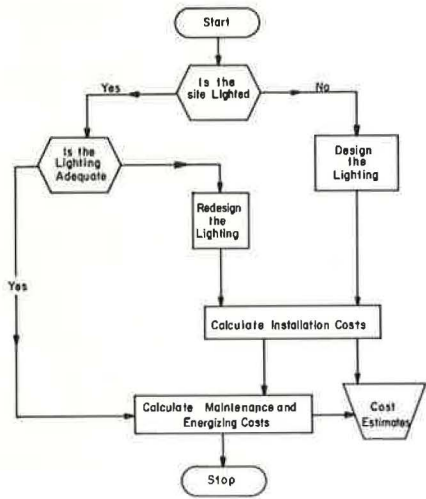 Start
Is the
site Lighted
Yes
No
Is the
Lighting
Adequate
Design
the
Lighting
Redesign
the
Lighting
Yes
Calculate Installation Costs
Calculate Maintenance and
Energizing Costs
Cost
Estimates
Stop